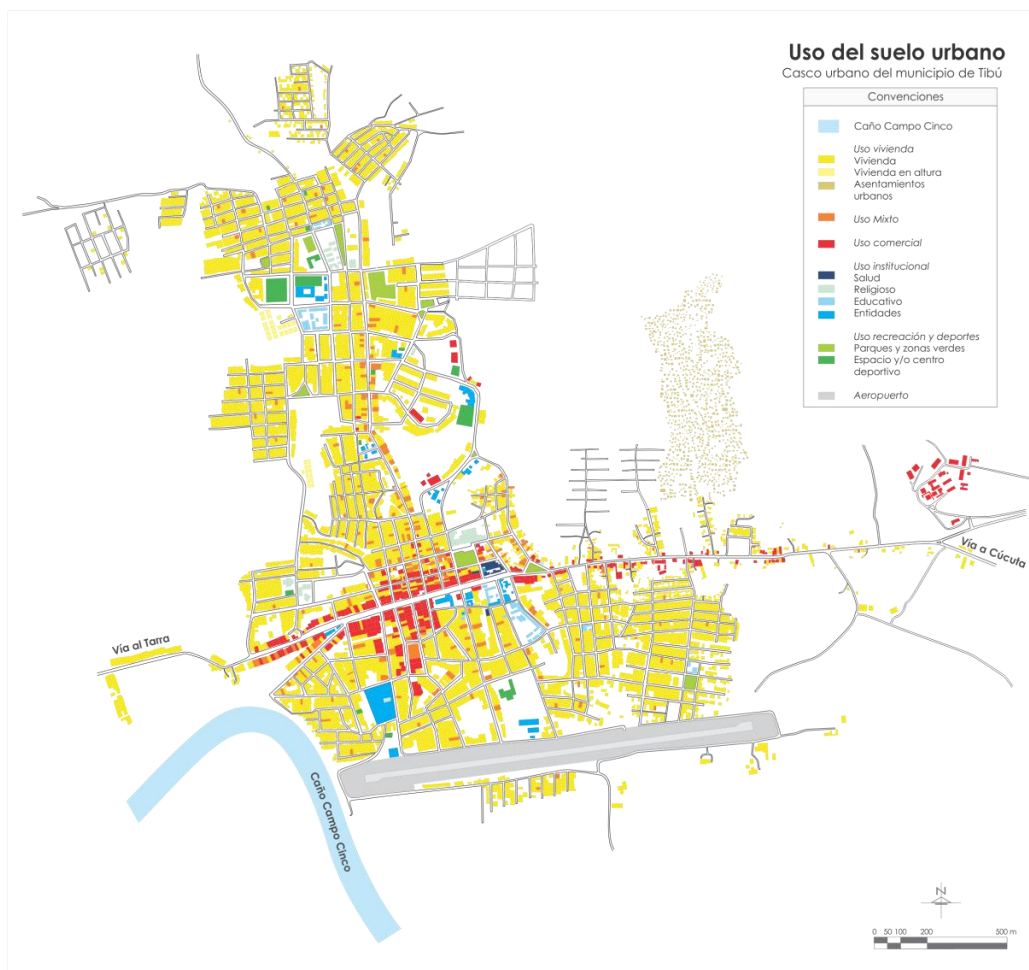 Uso del suelo urbano
Casco urbano del municipio de Tibú
Convenciones
Caño Campo Cinco
Uso vivienda
Vivienda
Vivienda en altura
Asentamientos
urbanos
Uso Mixto
Uso comercial
Uso institucional
Salud
Religioso
Educativo
Entidades
Uso recreación y deportes
Parques y zonas verdes
Espacio y/o centro
deportivo
Aeropuerto
Vía a Cúcuta
Vía al Tarra
Caño Campo Cinco
N
0 50 100 200 500 m